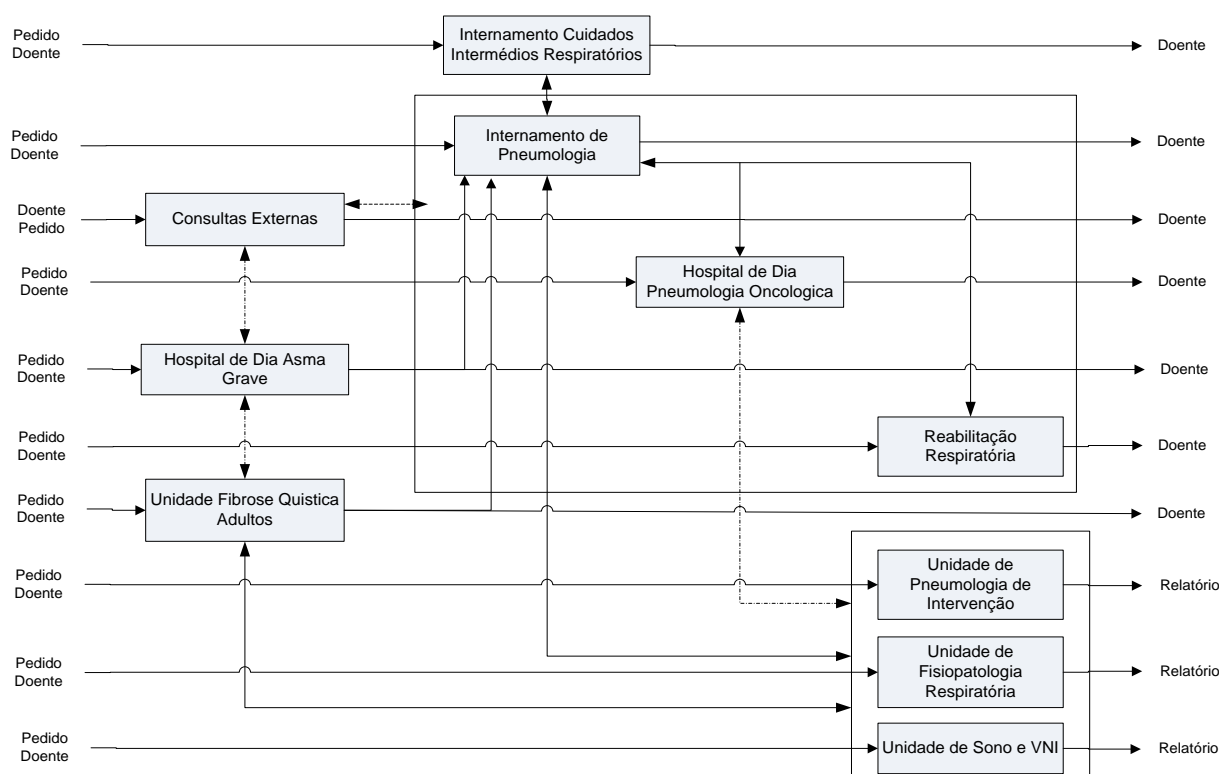 Pedido
Doente
Internamento Cuidados
Intermédios Respiratórios
Doente
Pedido
Doente
Internamento de
Pneumologia
Doente
Doente
Pedido
Consultas Externas
Doente
Pedido
Doente
Hospital de Dia
Pneumologia Oncologica
Doente
Pedido
Doente
Hospital de Dia Asma
Grave
Doente
Pedido
Doente
Reabilitação
Respiratória
Doente
Pedido
Doente
Unidade Fibrose Quistica
Adultos
Doente
Pedido
Doente
Unidade de
Pneumologia de
Intervenção
Relatório
Pedido
Doente
Unidade de
Fisiopatologia
Respiratória
Relatório
Pedido
Doente
Unidade de Sono e VNI
Relatório